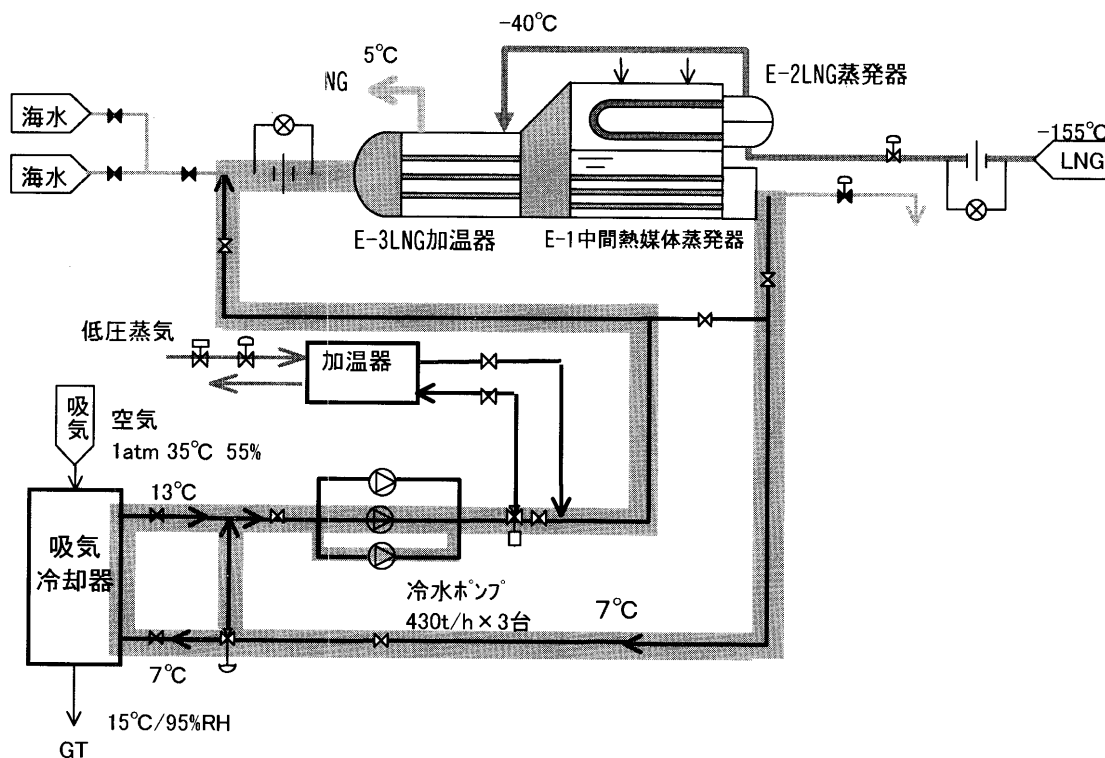 -40℃
5℃
NG
E-2LNG蒸発器
海水
海水
-155℃
LNG
E-3LNG加温器
E-1中間熱媒体蒸発器
低圧蒸気
加温器
吸気
空気
1atm 35℃ 55%
13℃
吸気
冷却器
冷水ﾎﾟﾝﾌﾟ
430t/h×3台
7℃
7℃
15℃/95%RH
GT